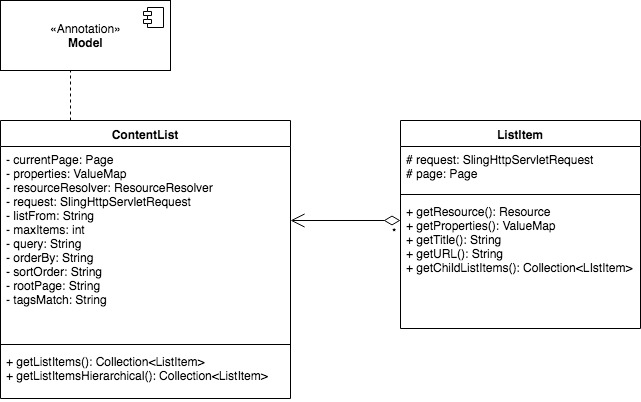 «Annotation»
Model
ContentList
- currentPage: Page
- properties: ValueMap
- resourceResolver: ResourceResolver
- request: SlingHttpServletRequest
- listFrom: String
- maxItems: int
- query: String
- orderBy: String
- sortOrder: String
- rootPage: String
- tagsMatch: String
+ getListItems(): Collection<ListItem>
+ getListItemsHierarchical(): Collection<ListItem>
*
ListItem
# request: SlingHttpServletRequest
# page: Page
+ getResource(): Resource
+ getProperties(): ValueMap
+ getTitle(): String
+ getURL(): String
+ getChildListItems(): Collection<LIstItem>